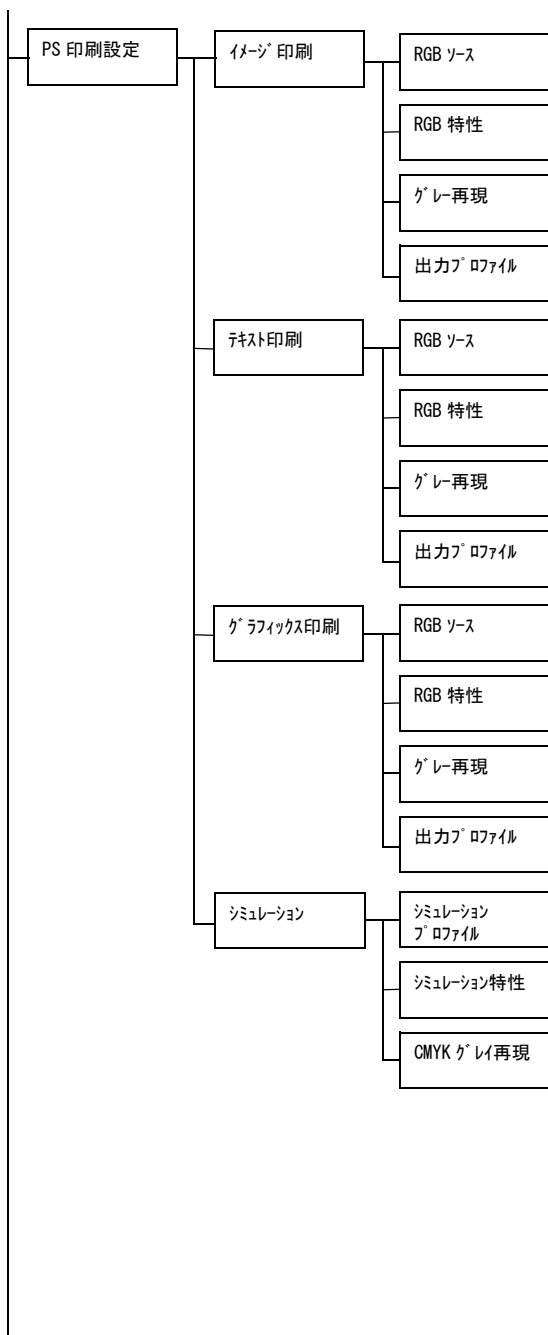 PS 印刷設定
ｲﾒｰｼﾞ印刷
RGB ｿｰｽ
RGB 特性
ｸﾞﾚｰ再現
出力ﾌﾟﾛﾌｧｲﾙ
ﾃｷｽﾄ印刷
RGB ｿｰｽ
RGB 特性
ｸﾞﾚｰ再現
出力ﾌﾟﾛﾌｧｲﾙ
ｸﾞﾗﾌｨｯｸｽ印刷
RGB ｿｰｽ
RGB 特性
ｸﾞﾚｰ再現
出力ﾌﾟﾛﾌｧｲﾙ
ｼﾐｭﾚｰｼｮﾝ
ｼﾐｭﾚｰｼｮﾝ
ﾌﾟﾛﾌｧｲﾙ
ｼﾐｭﾚｰｼｮﾝ特性
CMYK ｸﾞﾚｲ再現